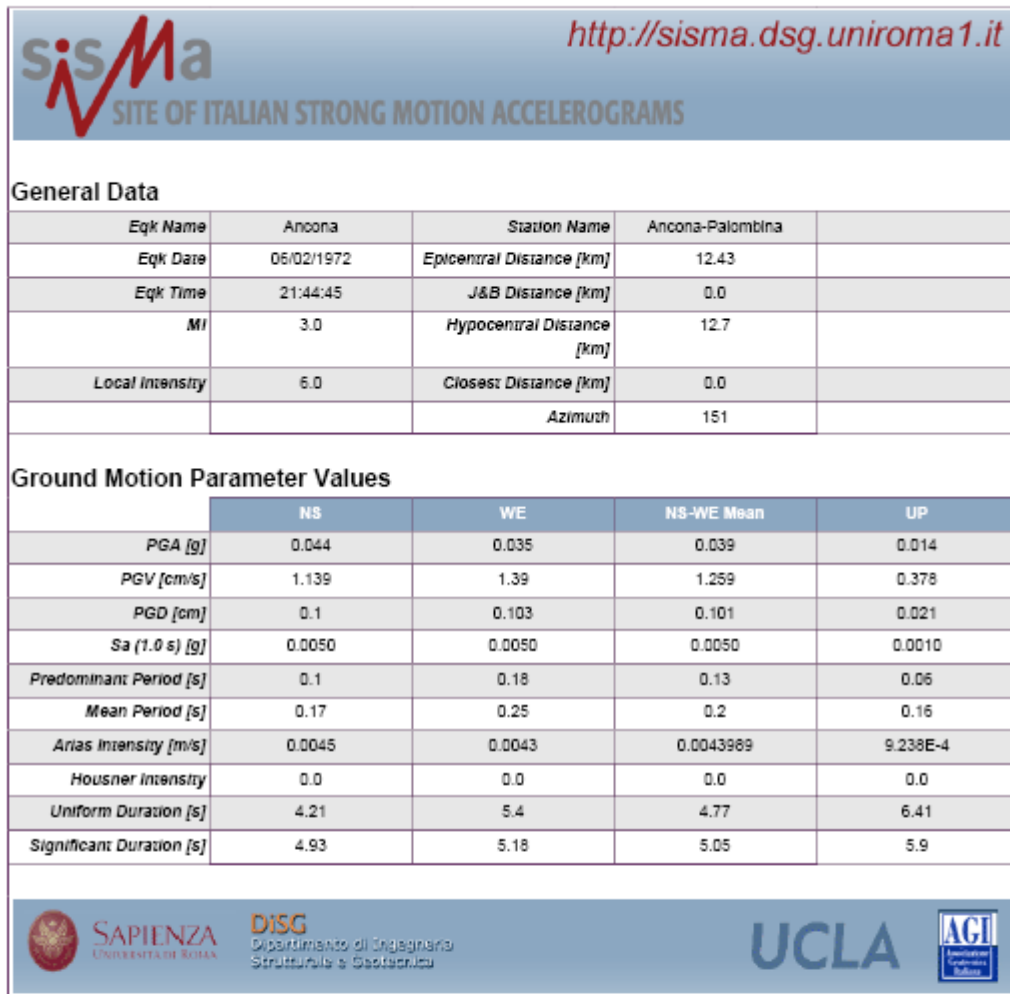 sisMa
http://sisma.dsg.uniroma1.it
SITE OF ITALIAN STRONG MOTION ACCELEROGRAMS
General Data
Eqk Name Ancona Station Name Ancona-Palombina
Eqk Date 06/02/1972 Epicentral Distance [km] 12.43
Eqk Time 21:44:45 J&B Distance [km] 0.0
Ml 3.0 Hypocentral Distance [km] 12.7
Local Intensity 6.0 Closest Distance [km] 0.0
Azimuth 151
Ground Motion Parameter Values
NS WE NS-WE Mean UP
PGA [g] 0.044 0.035 0.039 0.014
PGV [cm/s] 1.139 1.39 1.259 0.378
PGD [cm] 0.1 0.103 0.101 0.021
Sa (1.0 s) [g] 0.0050 0.0050 0.0050 0.0010
Predominant Period [s] 0.1 0.18 0.13 0.06
Mean Period [s] 0.17 0.25 0.2 0.16
Arias Intensity [m/s] 0.0045 0.0043 0.0043989 9.238E-4
Housner Intensity 0.0 0.0 0.0 0.0
Uniform Duration [s] 4.21 5.4 4.77 6.41
Significant Duration [s] 4.93 5.18 5.05 5.9
SAPIENZA
UNIVERSITÀ DI ROMA
DiSG
Dipartimento di Ingegneria
Strutturale e Geotecnica
UCLA
AGI
Associazione
Geotecnica
Italiana